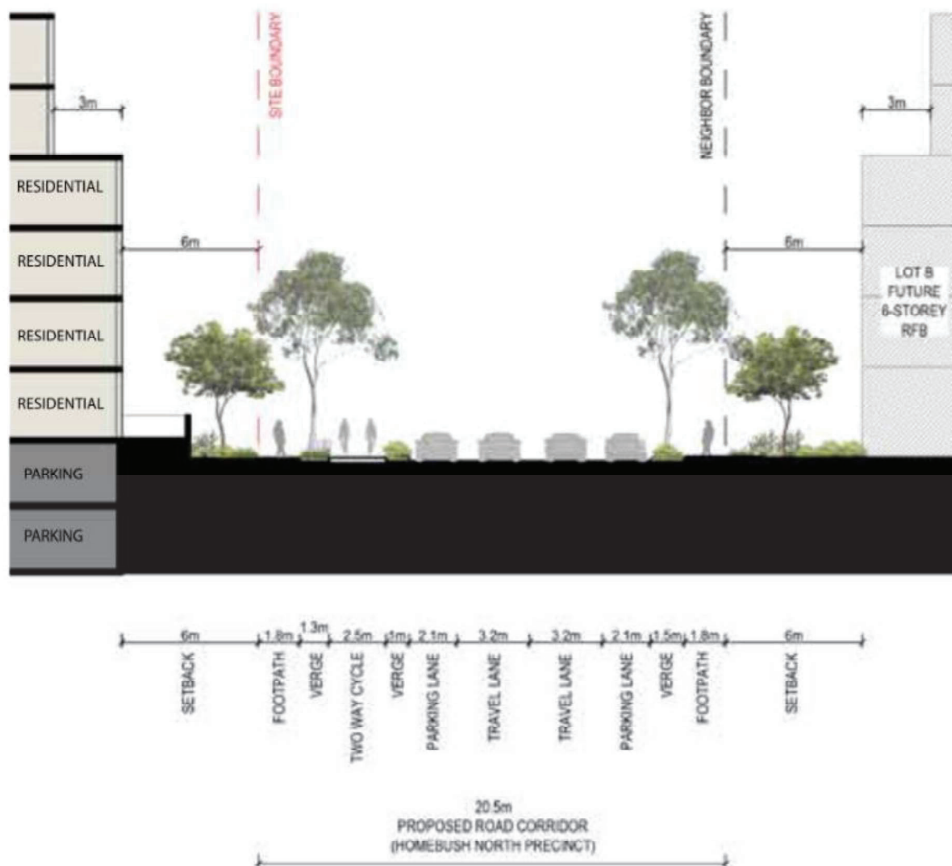 SITE BOUNDARY
NEIGHBOR BOUNDARY
3m
3m
RESIDENTIAL
6m
6m
RESIDENTIAL
LOT B
FUTURE
6-STOREY
RFB
RESIDENTIAL
RESIDENTIAL
PARKING
PARKING
6m
1.8m
1.3m
2.5m
1m
2.1m
3.2m
3.2m
2.1m
1.5m
1.8m
6m
SETBACK
FOOTPATH
VERGE
TWO WAY CYCLE
VERGE
PARKING LANE
TRAVEL LANE
TRAVEL LANE
PARKING LANE
VERGE
FOOTPATH
SETBACK
20.5m
PROPOSED ROAD CORRIDOR
(HOMEBUSH NORTH PRECINCT)